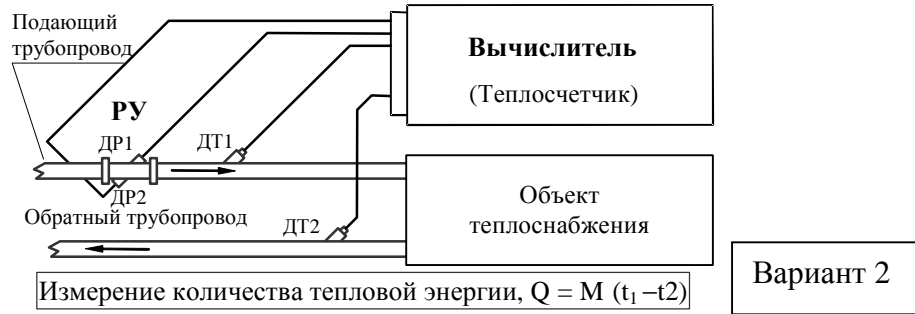 Подающий
трубопровод
Вычислитель
(Теплосчетчик)
РУ
ДР1
ДТ1
ДР2
Обратный трубопровод
ДТ2
Объект
теплоснабжения
Измерение количества тепловой энергии, Q = M (t₁ –t2)
Вариант 2